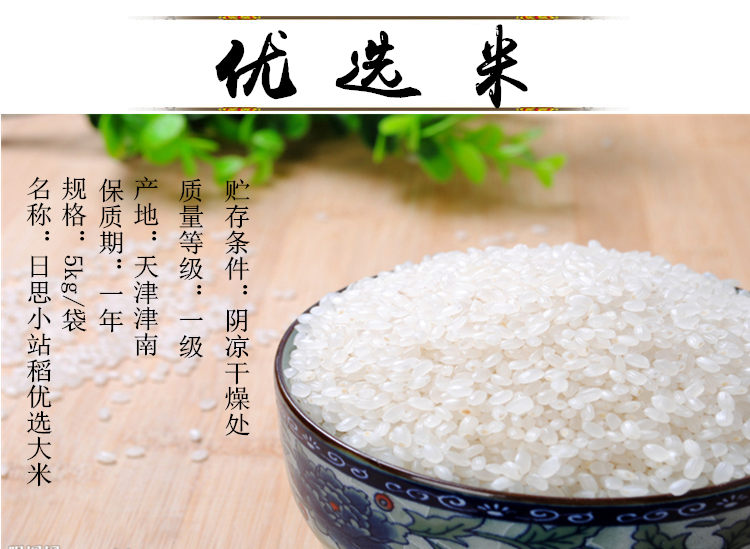 优选米
名称：日思小站稻优选大米
规格：5kg/袋
保质期：一年
产地：天津津南
质量等级：一级
贮存条件：阴凉干燥处